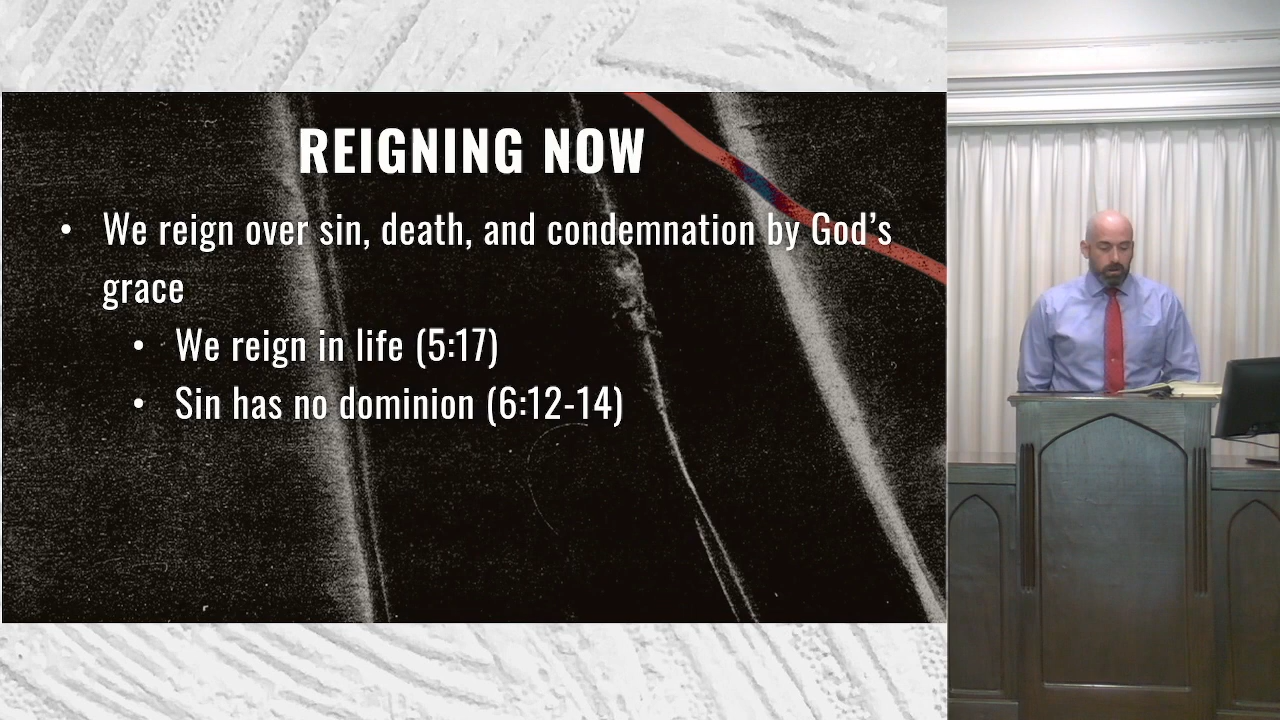 REIGNING NOW
• We reign over sin, death, and condemnation by God’s
grace
• We reign in life (5:17)
• Sin has no dominion (6:12-14)